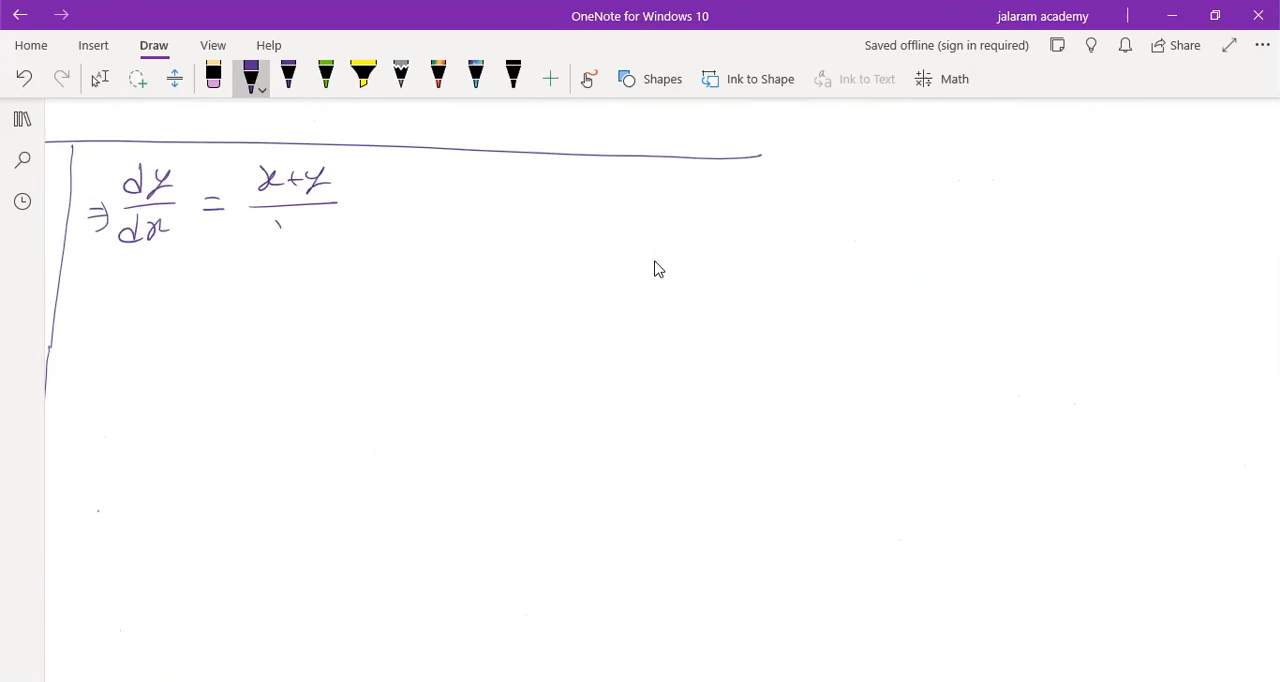 OneNote for Windows 10
jalaram academy
Home Insert Draw View Help
Saved offline (sign in required)
Share
Shapes
Ink to Shape
Ink to Text
Math
⇒ dy/dx = x+y/